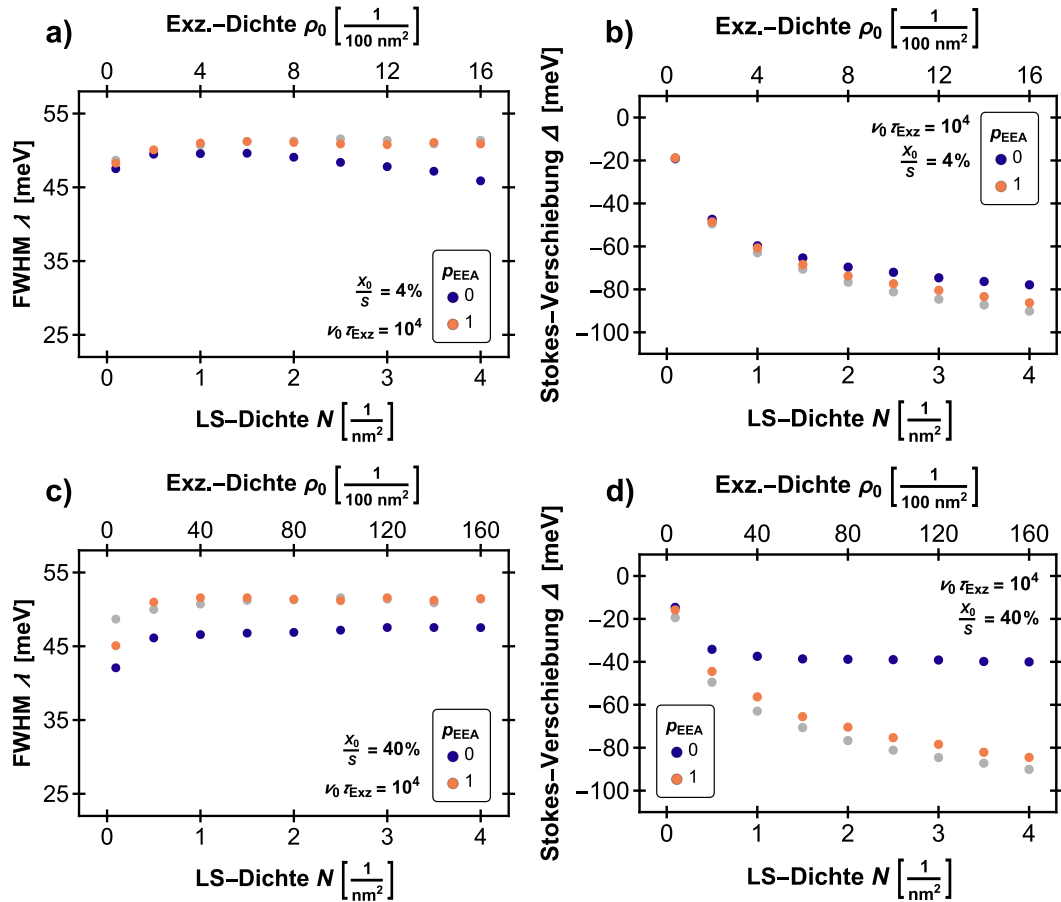 a)
Exz.–Dichte ρ0 [1/100 nm²]
0 4 8 12 16
FWHM λ [meV]
55
45
35
25
pEEA
0
1
x0/s = 4%
ν0 τExz = 10⁴
0 1 2 3 4
LS–Dichte N [1/nm²]
b)
Exz.–Dichte ρ0 [1/100 nm²]
0 4 8 12 16
Stokes–Verschiebung Δ [meV]
0
−20
−40
−60
−80
−100
ν0 τExz = 10⁴
x0/s = 4%
pEEA
0
1
0 1 2 3 4
LS–Dichte N [1/nm²]
c)
Exz.–Dichte ρ0 [1/100 nm²]
0 40 80 120 160
FWHM λ [meV]
55
45
35
25
pEEA
0
1
x0/s = 40%
ν0 τExz = 10⁴
0 1 2 3 4
LS–Dichte N [1/nm²]
d)
Exz.–Dichte ρ0 [1/100 nm²]
0 40 80 120 160
Stokes–Verschiebung Δ [meV]
0
−20
−40
−60
−80
−100
ν0 τExz = 10⁴
x0/s = 40%
pEEA
0
1
0 1 2 3 4
LS–Dichte N [1/nm²]